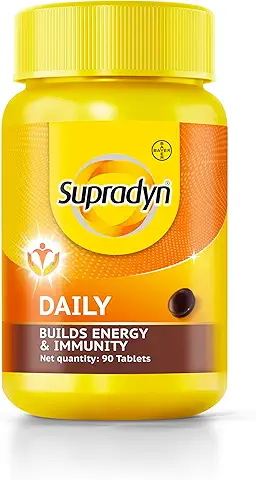 BAYER
Supradyn®
DAILY
BUILDS ENERGY
& IMMUNITY
Net quantity: 90 Tablets